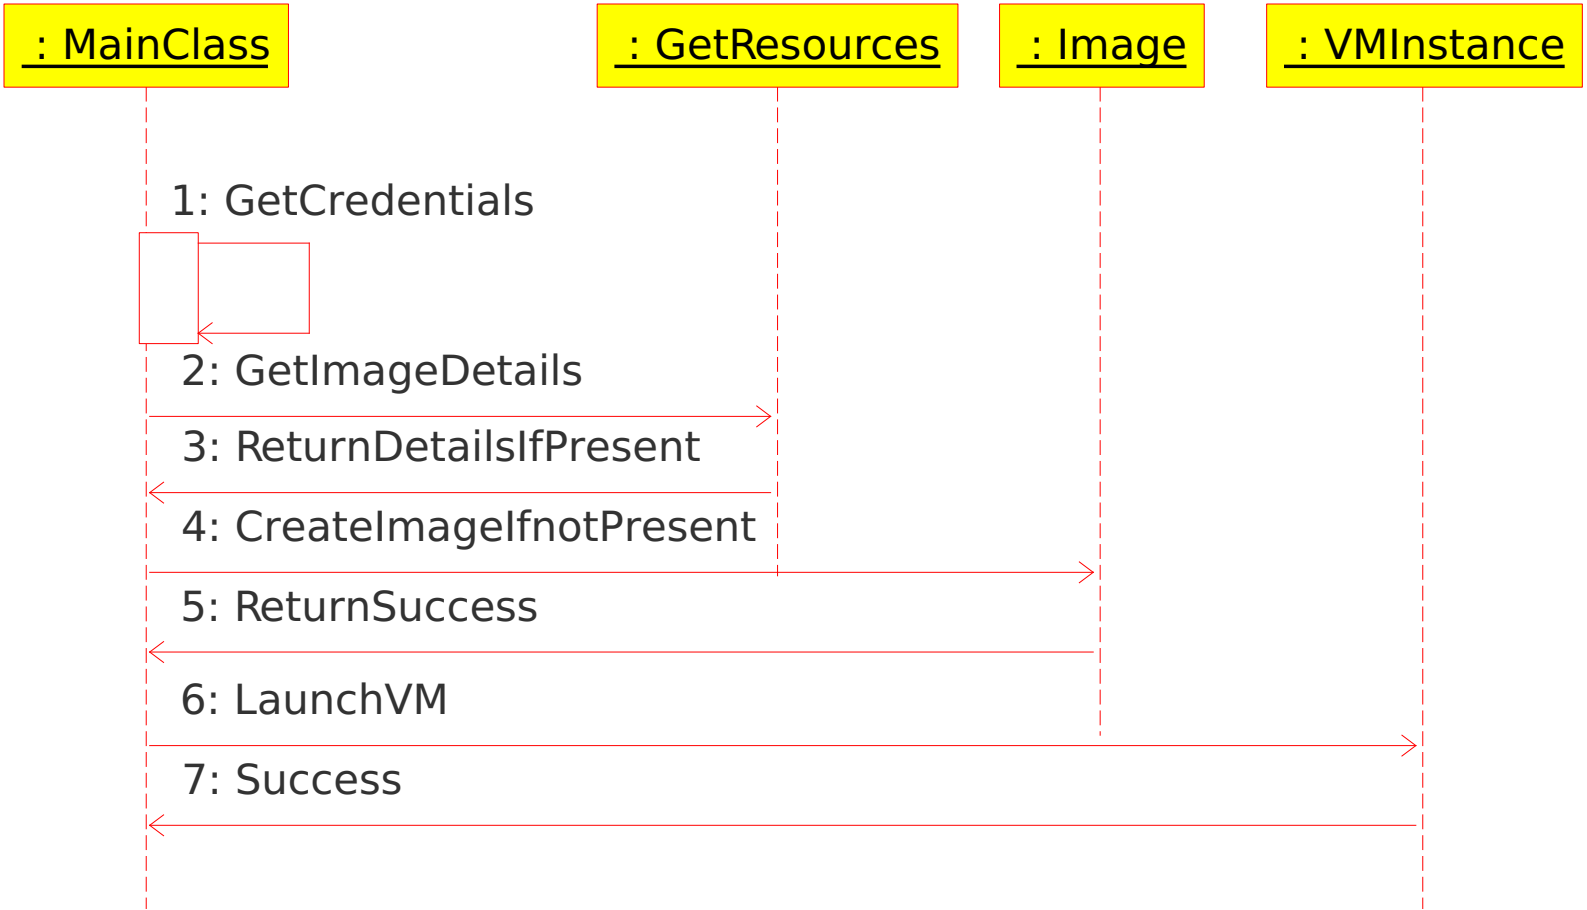 : MainClass
: GetResources
: Image
: VMInstance
1: GetCredentials
2: GetImageDetails
3: ReturnDetailsIfPresent
4: CreateImageIfnotPresent
5: ReturnSuccess
6: LaunchVM
7: Success